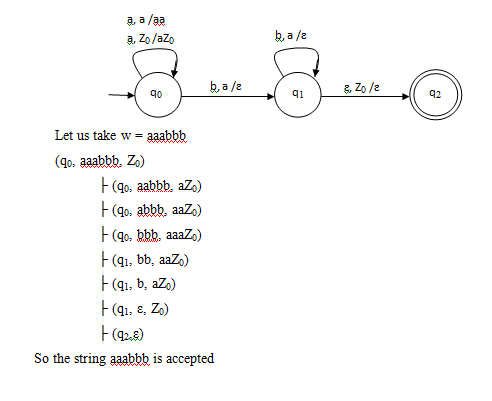 a, a /aa
a, Z₀ /aZ₀
b, a /ε
q₀
b, a /ε
q₁
ε, Z₀ /ε
q₂
Let us take w = aaabbb
(q₀, aaabbb, Z₀)
├ (q₀, aabbb, aZ₀)
├ (q₀, abbb, aaZ₀)
├ (q₀, bbb, aaaZ₀)
├ (q₁, bb, aaZ₀)
├ (q₁, b, aZ₀)
├ (q₁, ε, Z₀)
├ (q₂,ε)
So the string aaabbb is accepted